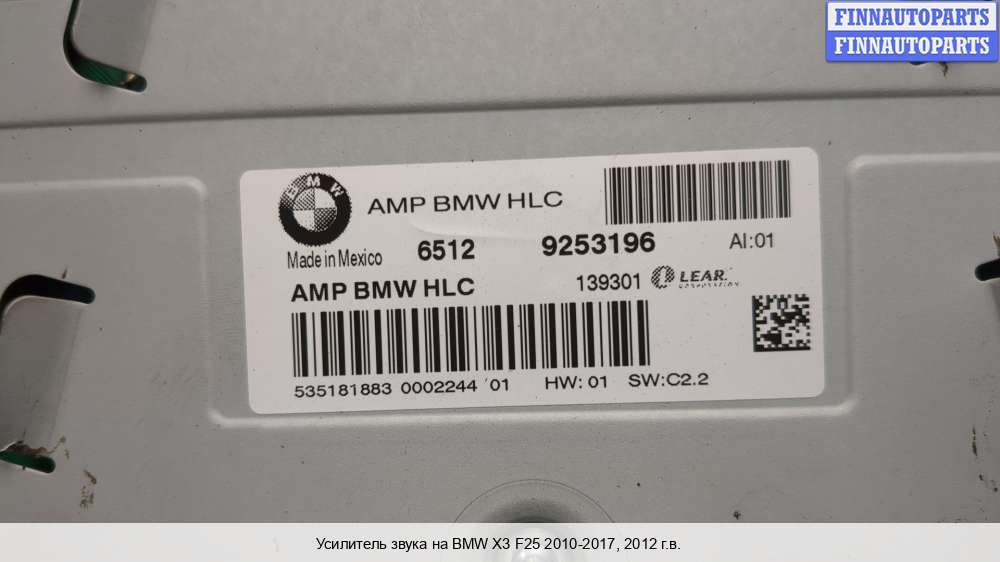 FINNAUTOPARTS
FINNAUTOPARTS
BMW
AMP BMW HLC
Made in Mexico 6512 9253196 AI:01
AMP BMW HLC 139301 LEAR.
CORPORATION
535181883 0002244 01 HW: 01 SW:C2.2
Усилитель звука на BMW X3 F25 2010-2017, 2012 г.в.